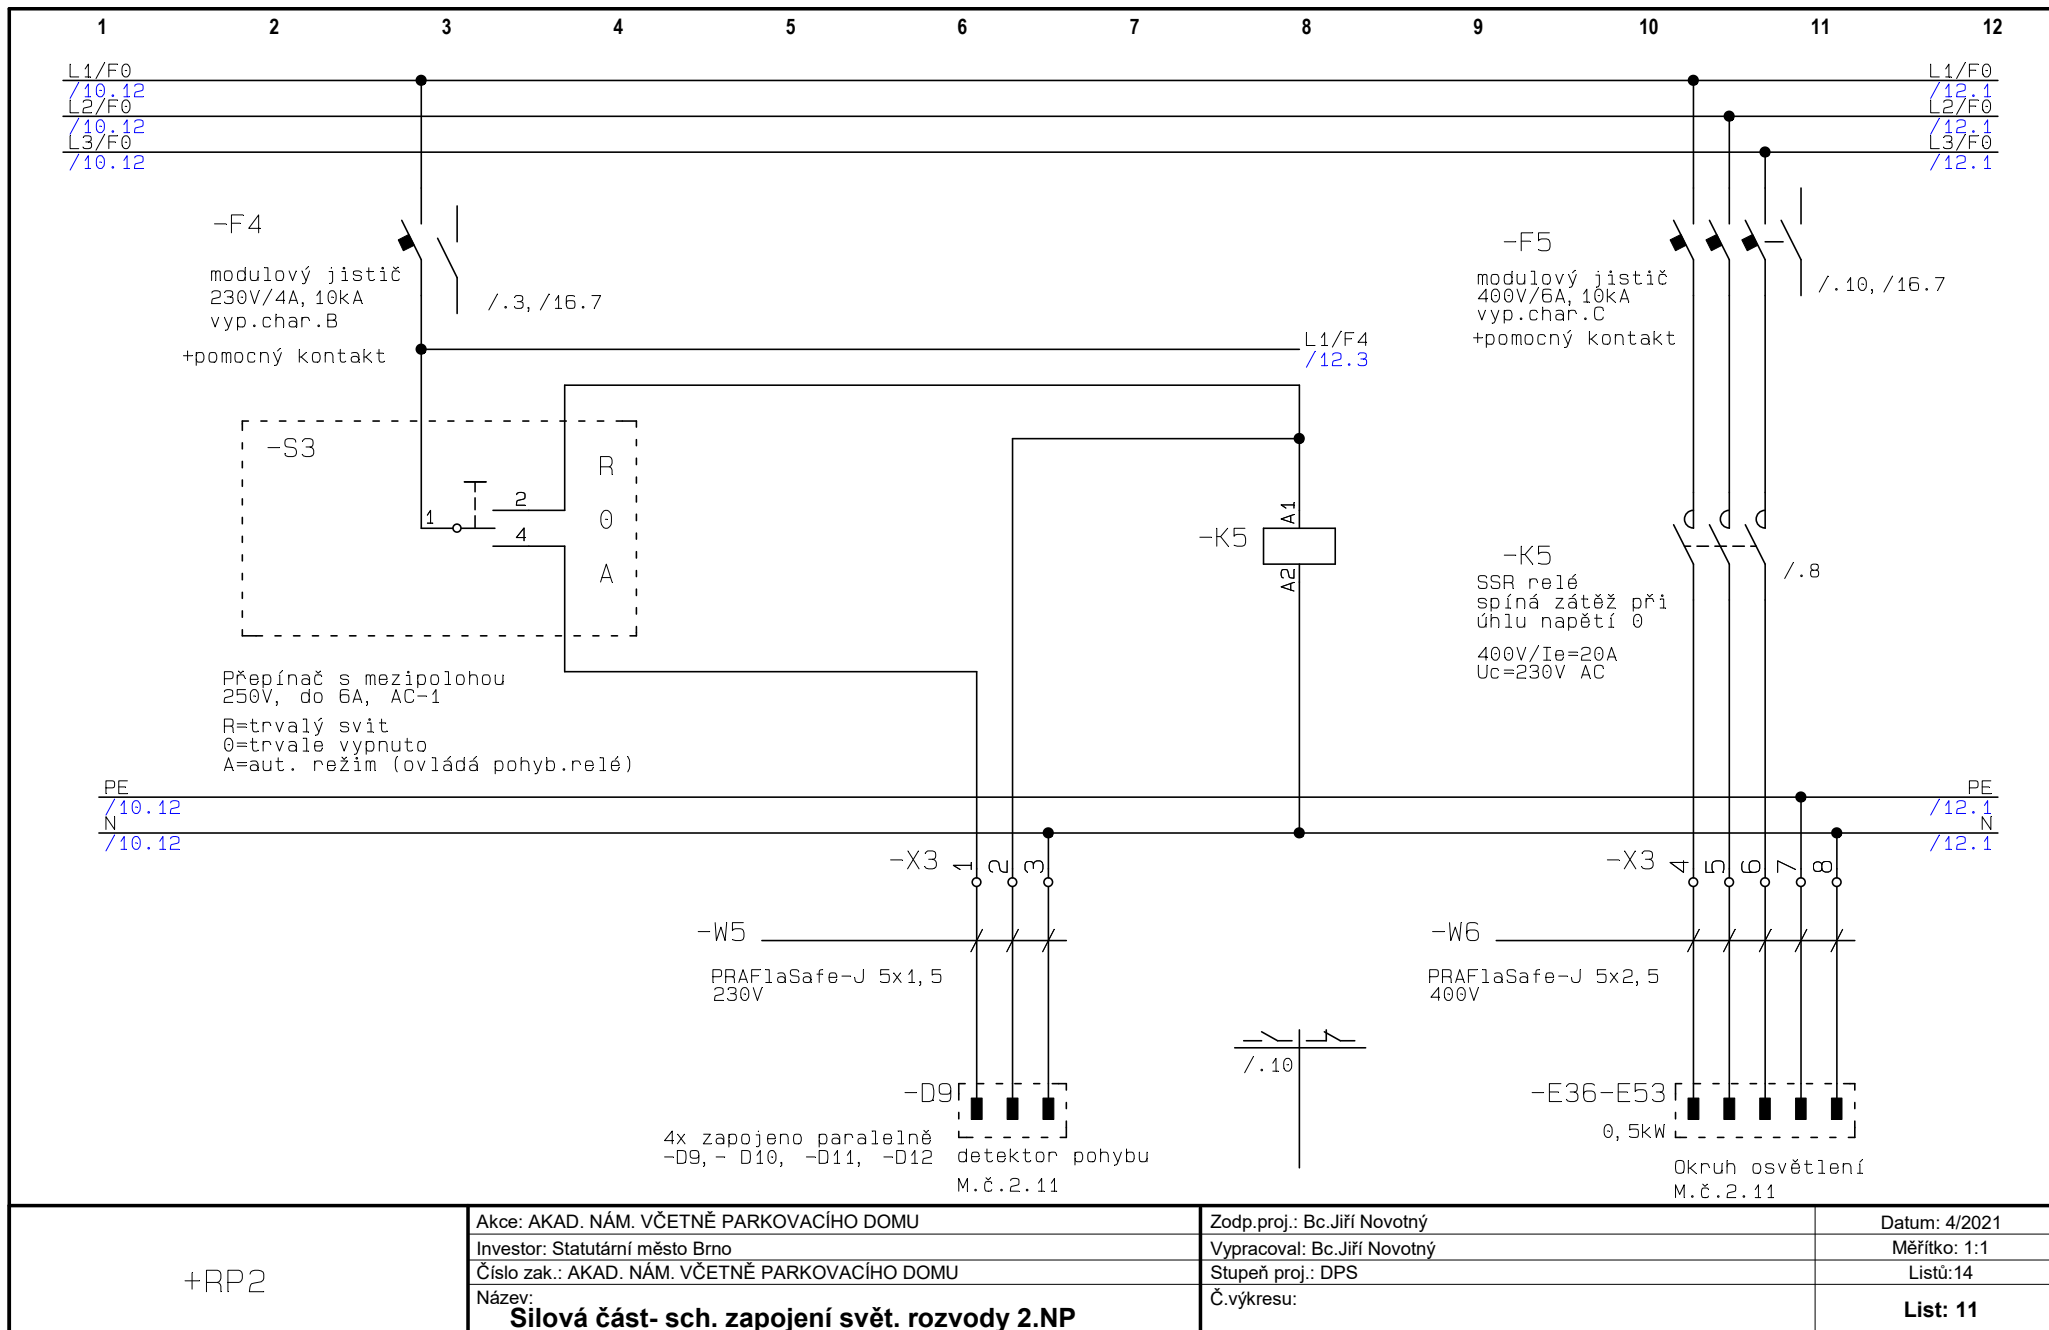 1 2 3 4 5 6 7 8 9 10 11 12
L1/F0 L1/F0
/10.12 /12.1
L2/F0 L2/F0
/10.12 /12.1
L3/F0 L3/F0
/10.12 /12.1
-F4
modulový jistič
230V/4A, 10kA
vyp.char.B
+pomocný kontakt
/.3, /16.7
-F5
modulový jistič
400V/6A, 10kA
vyp.char.C
+pomocný kontakt
/.10, /16.7
L1/F4
/12.3
-S3
R
0
A
1
2
4
Přepínač s mezipolohou
250V, do 6A, AC-1
R=trvalý svit
0=trvale vypnuto
A=aut. režim (ovládá pohyb.relé)
-K5
A1
A2
-K5
SSR relé
spíná zátěž při
úhlu napětí 0
400V/Ie=20A
Uc=230V AC
/.8
PE PE
/10.12 /12.1
N N
/10.12 /12.1
-X3 1 2 3
-X3 4 5 6 7 8
-W5
PRAFlaSafe-J 5x1,5
230V
-W6
PRAFlaSafe-J 5x2,5
400V
/.10
-D9
4x zapojeno paralelně
-D9,- D10, -D11, -D12
detektor pohybu
M.č.2.11
-E36-E53
0,5kW
Okruh osvětlení
M.č.2.11
+RP2
Akce: AKAD. NÁM. VČETNĚ PARKOVACÍHO DOMU
Investor: Statutární město Brno
Číslo zak.: AKAD. NÁM. VČETNĚ PARKOVACÍHO DOMU
Název:
Silová část- sch. zapojení svět. rozvody 2.NP
Zodp.proj.: Bc.Jiří Novotný
Vypracoval: Bc.Jiří Novotný
Stupeň proj.: DPS
Č.výkresu:
Datum: 4/2021
Měřítko: 1:1
Listů:14
List: 11